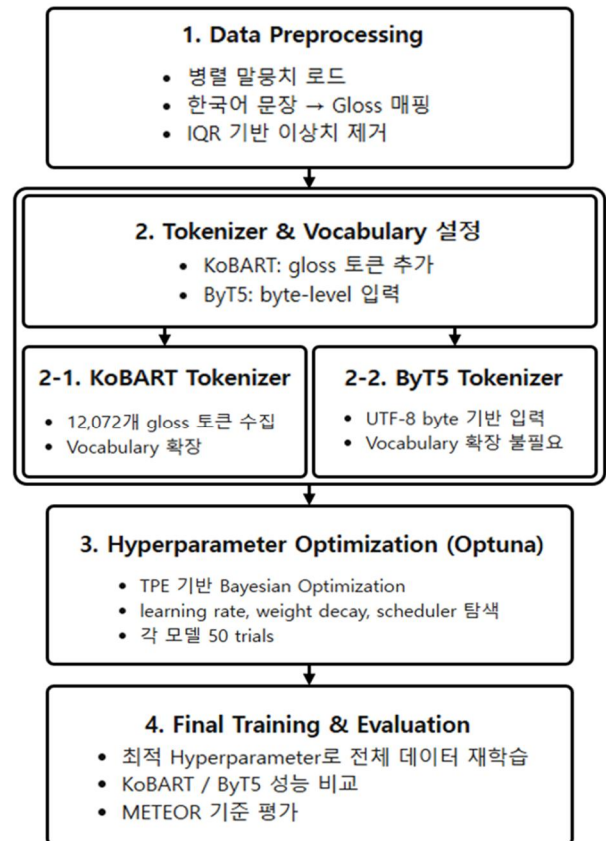 1. Data Preprocessing
• 병렬 말뭉치 로드
• 한국어 문장 → Gloss 매핑
• IQR 기반 이상치 제거
2. Tokenizer & Vocabulary 설정
• KoBART: gloss 토큰 추가
• ByT5: byte-level 입력
2-1. KoBART Tokenizer
• 12,072개 gloss 토큰 수집
• Vocabulary 확장
2-2. ByT5 Tokenizer
• UTF-8 byte 기반 입력
• Vocabulary 확장 불필요
3. Hyperparameter Optimization (Optuna)
• TPE 기반 Bayesian Optimization
• learning rate, weight decay, scheduler 탐색
• 각 모델 50 trials
4. Final Training & Evaluation
• 최적 Hyperparameter로 전체 데이터 재학습
• KoBART / ByT5 성능 비교
• METEOR 기준 평가